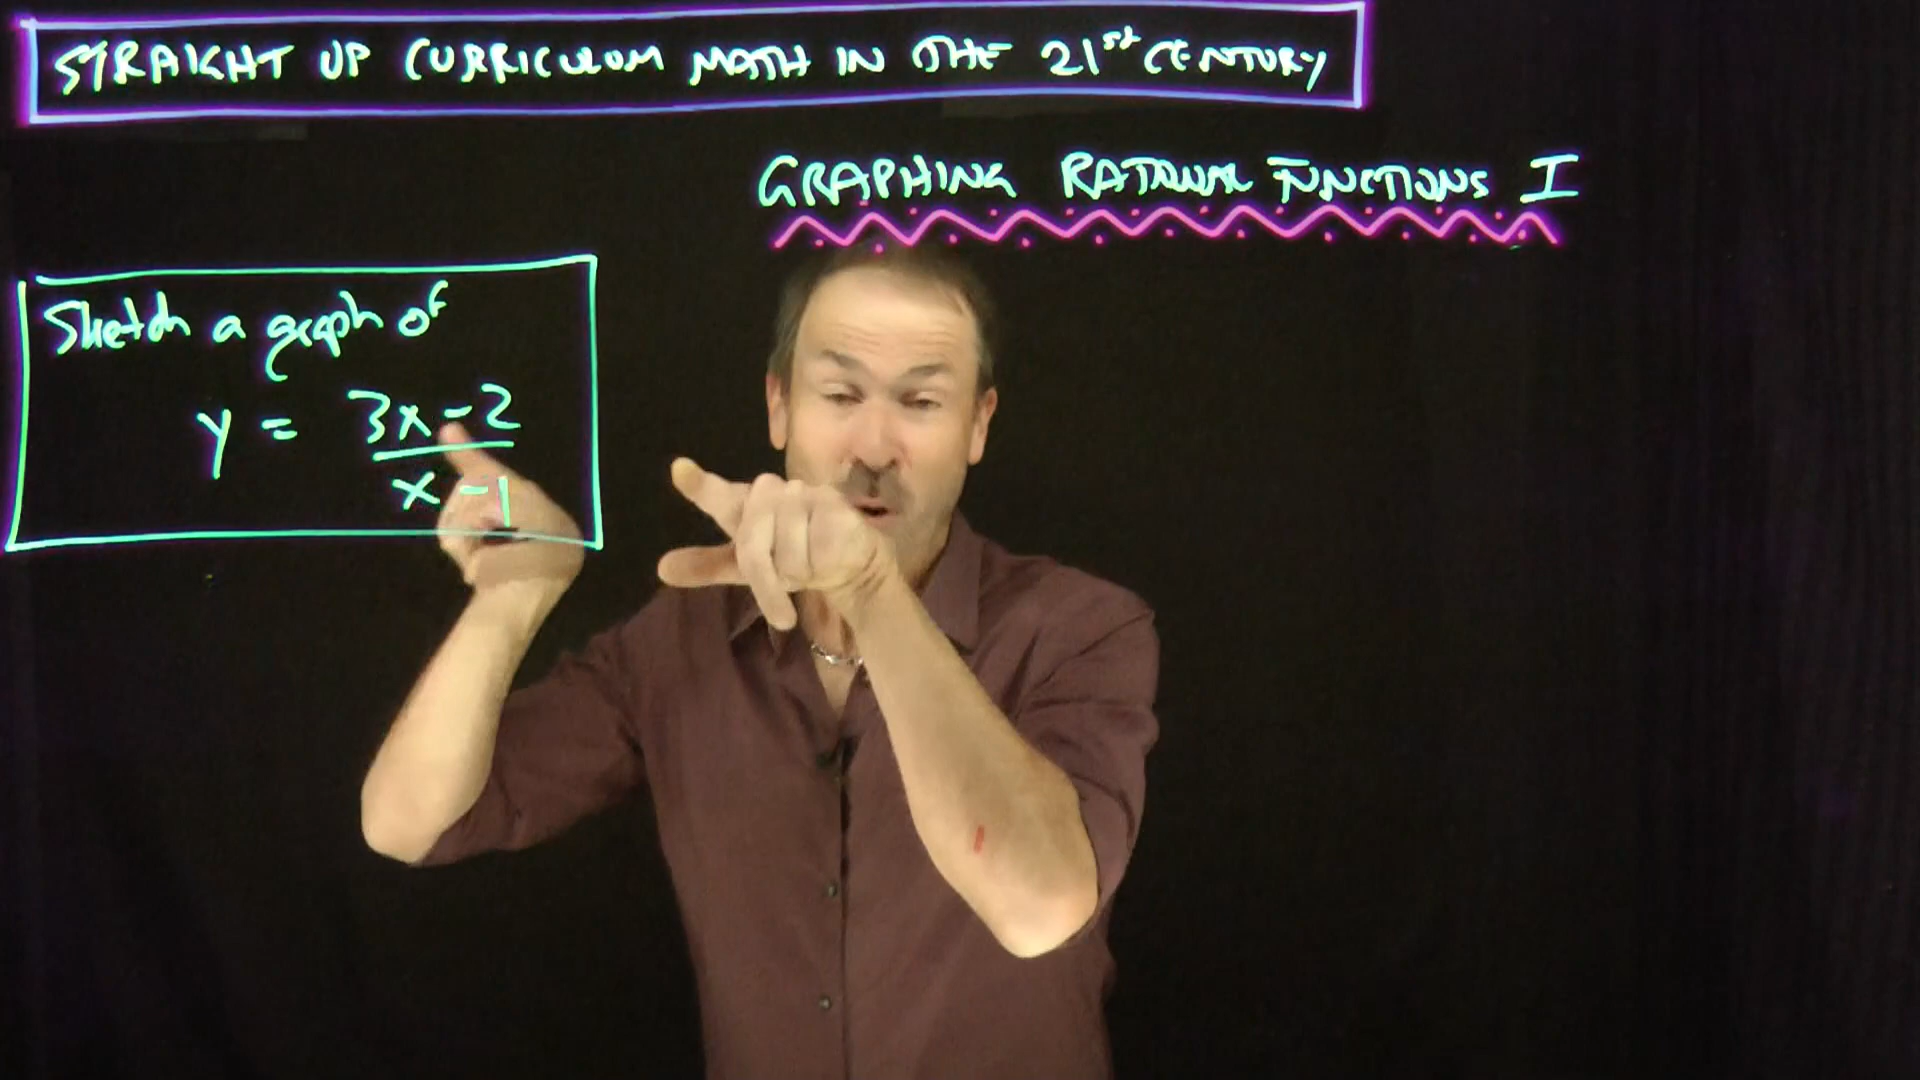 STRAIGHT UP CURRICULUM MATH IN THE 21st CENTURY
GRAPHING RATIONAL FUNCTIONS I
Sketch a graph of
y = 3x-2
x-1